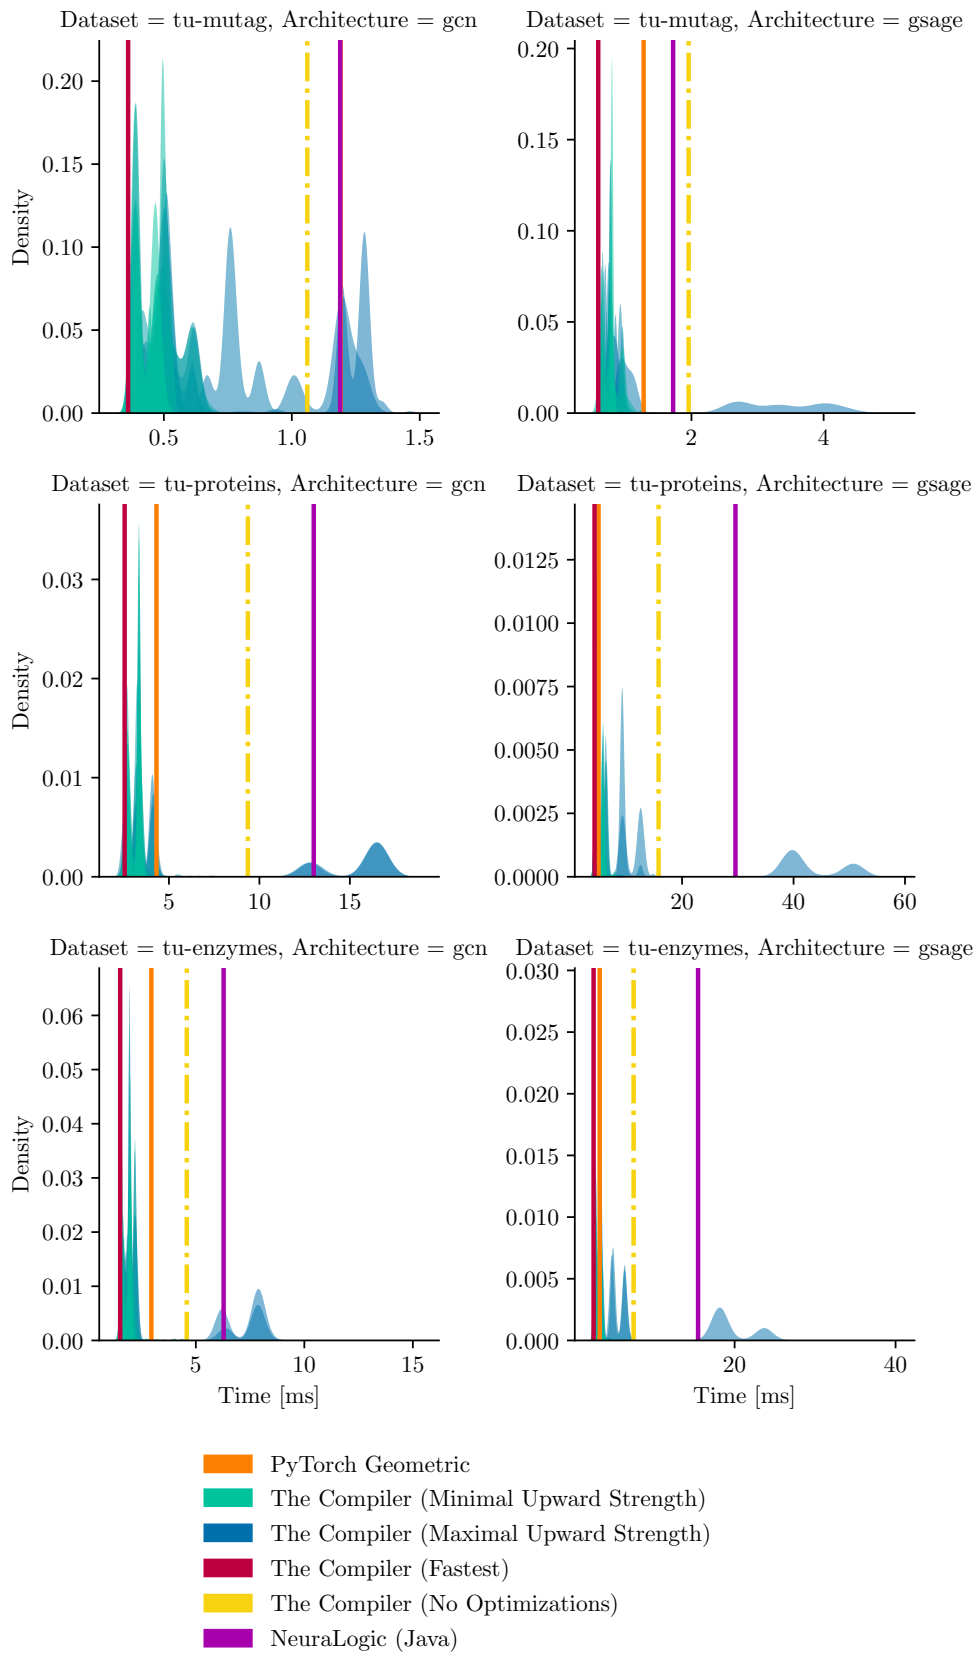 Dataset = tu-mutag, Architecture = gcn
Dataset = tu-mutag, Architecture = gsage
Density
0.20
0.15
0.10
0.05
0.00
0.5
1.0
1.5
0.20
0.15
0.10
0.05
0.00
2
4
Dataset = tu-proteins, Architecture = gcn
Dataset = tu-proteins, Architecture = gsage
Density
0.03
0.02
0.01
0.00
5
10
15
0.0125
0.0100
0.0075
0.0050
0.0025
0.0000
20
40
60
Dataset = tu-enzymes, Architecture = gcn
Dataset = tu-enzymes, Architecture = gsage
Density
0.06
0.05
0.04
0.03
0.02
0.01
0.00
5
10
15
Time [ms]
0.030
0.025
0.020
0.015
0.010
0.005
0.000
20
40
Time [ms]
PyTorch Geometric
The Compiler (Minimal Upward Strength)
The Compiler (Maximal Upward Strength)
The Compiler (Fastest)
The Compiler (No Optimizations)
NeuraLogic (Java)